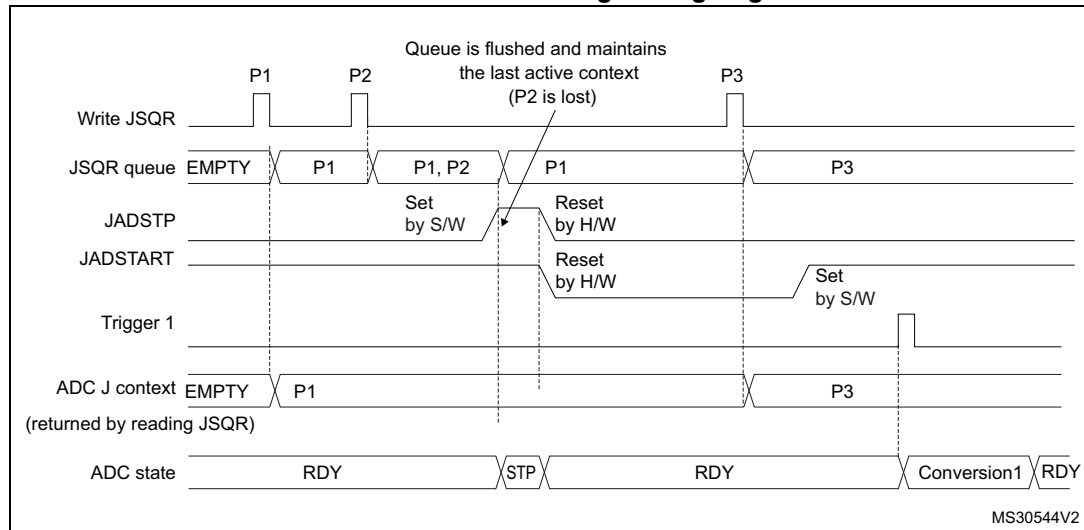 Queue is flushed and maintains
the last active context
(P2 is lost)
P1
P2
P3
Write JSQR
JSQR queue
EMPTY
P1
P1, P2
P1
P3
Set
by S/W
Reset
by H/W
JADSTP
JADSTART
Reset
by H/W
Set
by S/W
Trigger 1
ADC J context
EMPTY
P1
P3
(returned by reading JSQR)
ADC state
RDY
STP
RDY
Conversion1
RDY
MS30544V2